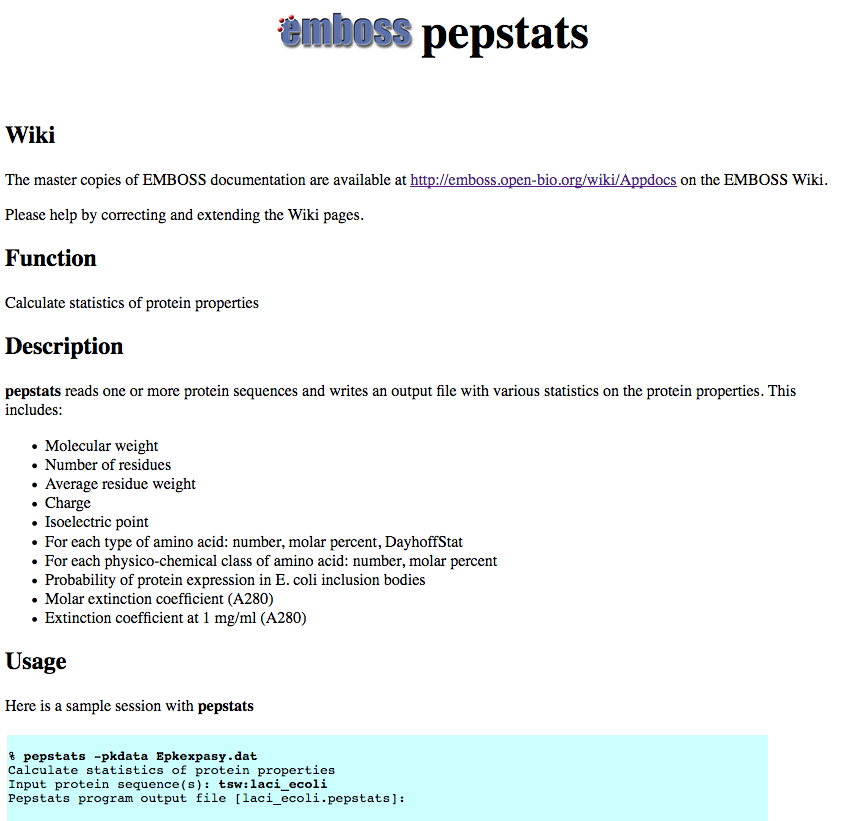 emboss pepstats
Wiki
The master copies of EMBOSS documentation are available at http://emboss.open-bio.org/wiki/Appdocs on the EMBOSS Wiki.
Please help by correcting and extending the Wiki pages.
Function
Calculate statistics of protein properties
Description
pepstats reads one or more protein sequences and writes an output file with various statistics on the protein properties. This
includes:
• Molecular weight
• Number of residues
• Average residue weight
• Charge
• Isoelectric point
• For each type of amino acid: number, molar percent, DayhoffStat
• For each physico-chemical class of amino acid: number, molar percent
• Probability of protein expression in E. coli inclusion bodies
• Molar extinction coefficient (A280)
• Extinction coefficient at 1 mg/ml (A280)
Usage
Here is a sample session with pepstats
% pepstats -pkdata Epkexpasy.dat
Calculate statistics of protein properties
Input protein sequence(s): tsw:laci_ecoli
Pepstats program output file [laci_ecoli.pepstats]: